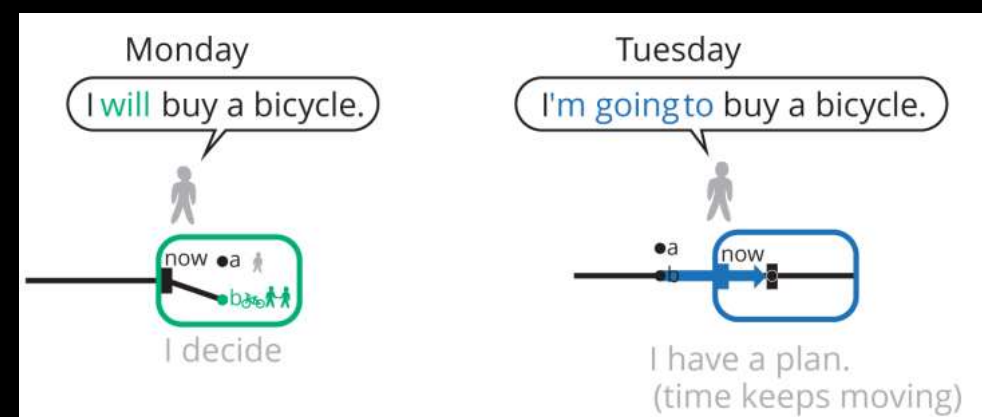 Monday
I will buy a bicycle.
now a
b
I decide
Tuesday
I'm going to buy a bicycle.
a
b
now
I have a plan.
(time keeps moving)